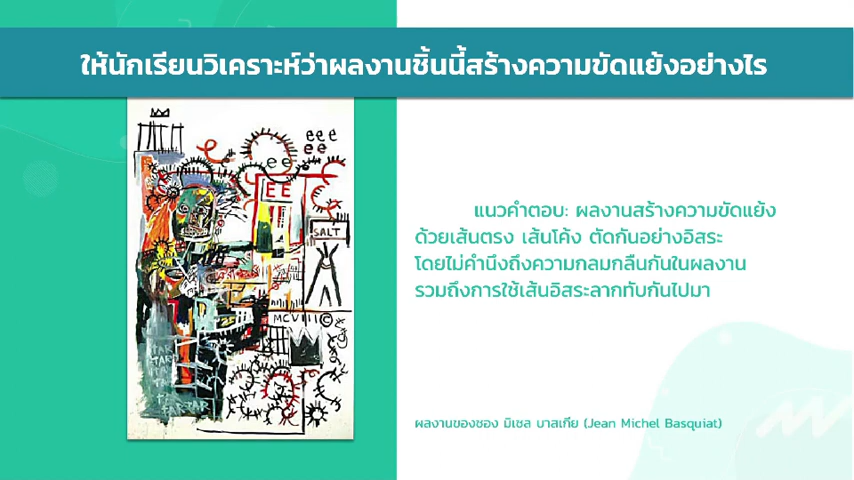 ให้นักเรียนวิเคราะห์ว่าผลงานชิ้นนี้สร้างความขัดแย้งอย่างไร
eee
ee
ee
EE
SALT
MCVIII©
TAR
TAR
TARTAR
แนวคำตอบ: ผลงานสร้างความขัดแย้ง
ด้วยเส้นตรง เส้นโค้ง ตัดกันอย่างอิสระ
โดยไม่คำนึงถึงความกลมกลืนกันในผลงาน
รวมถึงการใช้เส้นอิสระลากทับกันไปมา
ผลงานของชอง มิเชล บาสเกีย (Jean Michel Basquiat)